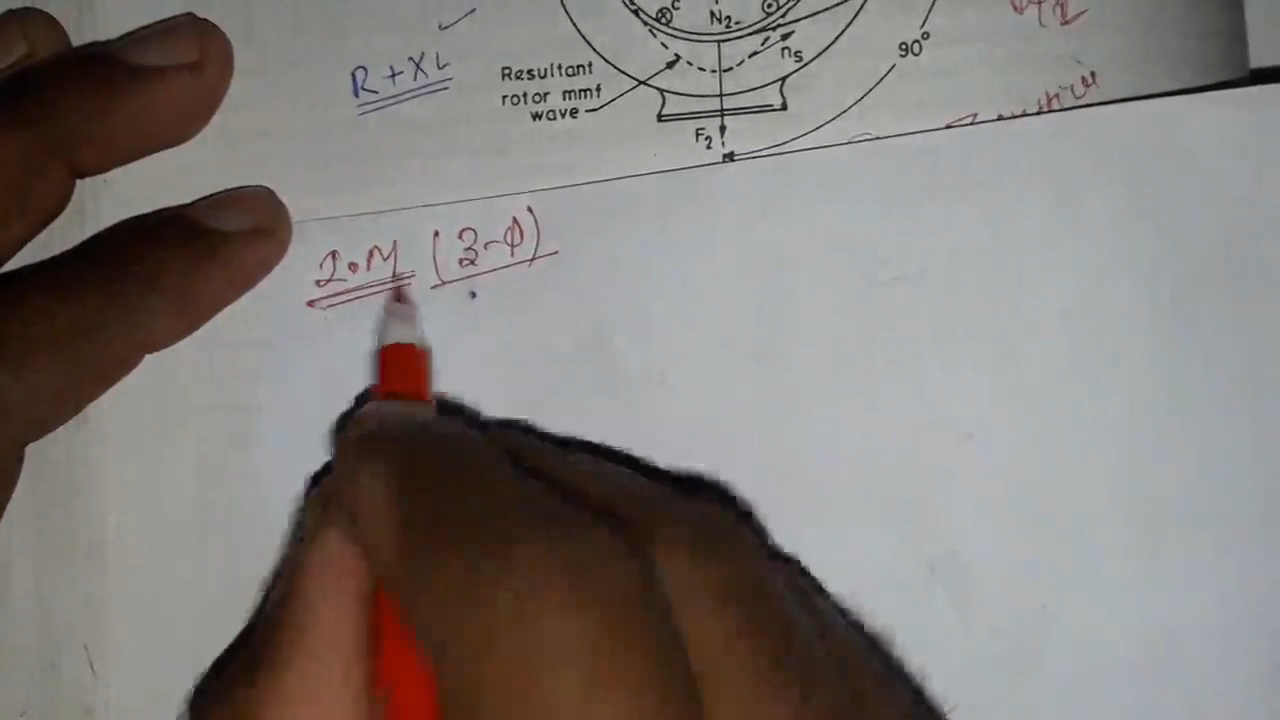 R + XL
Resultant
rotor mmf
wave
c
N2
ns
90°
F2
I.M (3-φ)